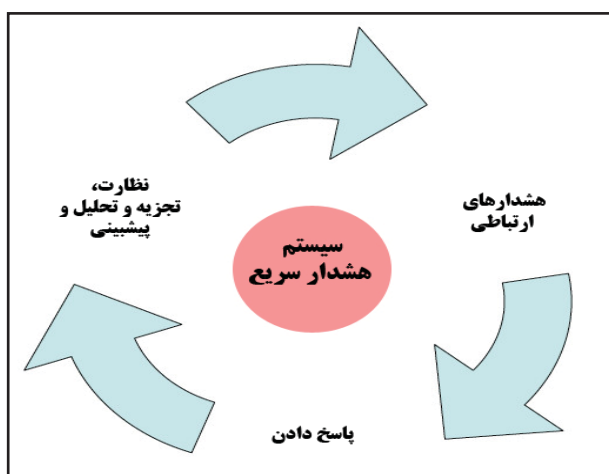 نظارت،
تجزیه و تحلیل و
پیشبینی
هشدارهای
ارتباطی
سیستم
هشدار سریع
پاسخ دادن